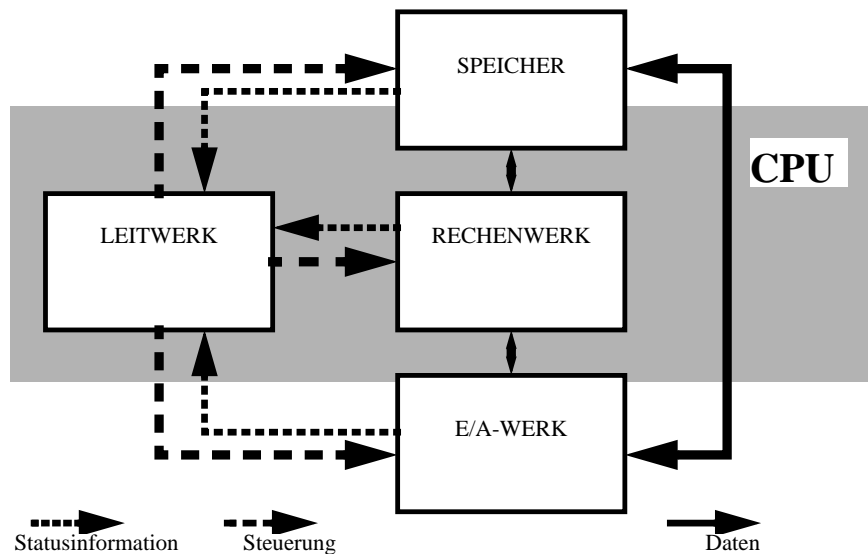 SPEICHER
CPU
LEITWERK
RECHENWERK
E/A-WERK
Statusinformation
Steuerung
Daten